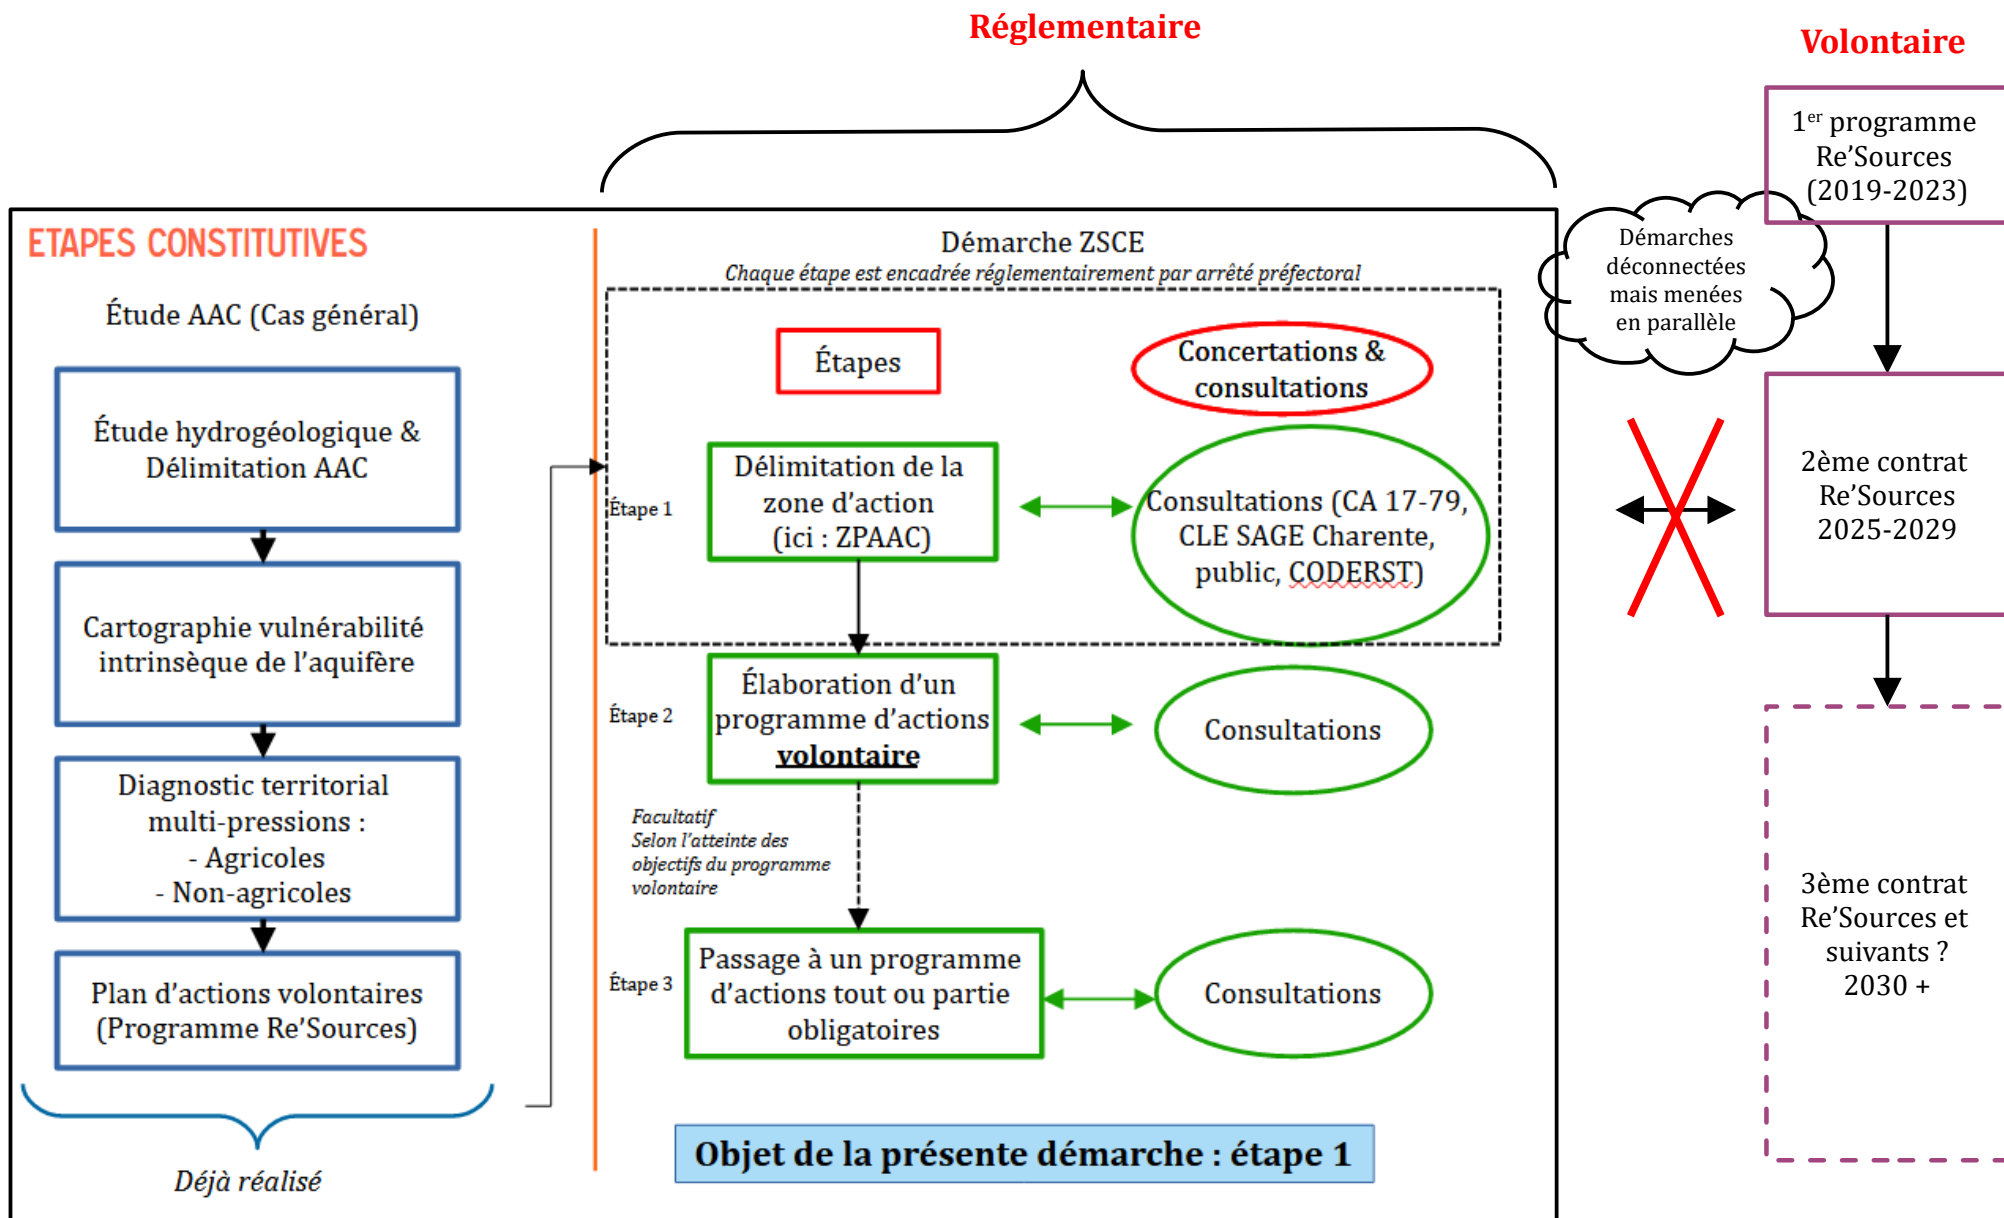 Réglementaire
Volontaire
1er programme
Re'Sources
(2019-2023)
Démarches
déconnectées
mais menées
en parallèle
2ème contrat
Re'Sources
2025-2029
3ème contrat
Re'Sources et
suivants ?
2030 +
ETAPES CONSTITUTIVES
Étude AAC (Cas général)
Étude hydrogéologique &
Délimitation AAC
Cartographie vulnérabilité
intrinsèque de l'aquifère
Diagnostic territorial
multi-pressions :
- Agricoles
- Non-agricoles
Plan d'actions volontaires
(Programme Re'Sources)
Déjà réalisé
Démarche ZSCE
Chaque étape est encadrée réglementairement par arrêté préfectoral
Étapes
Concertations &
consultations
Étape 1
Délimitation de la
zone d'action
(ici : ZPAAC)
Consultations (CA 17-79,
CLE SAGE Charente,
public, CODERST)
Étape 2
Élaboration d'un
programme d'actions
volontaire
Consultations
Facultatif
Selon l'atteinte des
objectifs du programme
volontaire
Étape 3
Passage à un programme
d'actions tout ou partie
obligatoires
Consultations
Objet de la présente démarche : étape 1